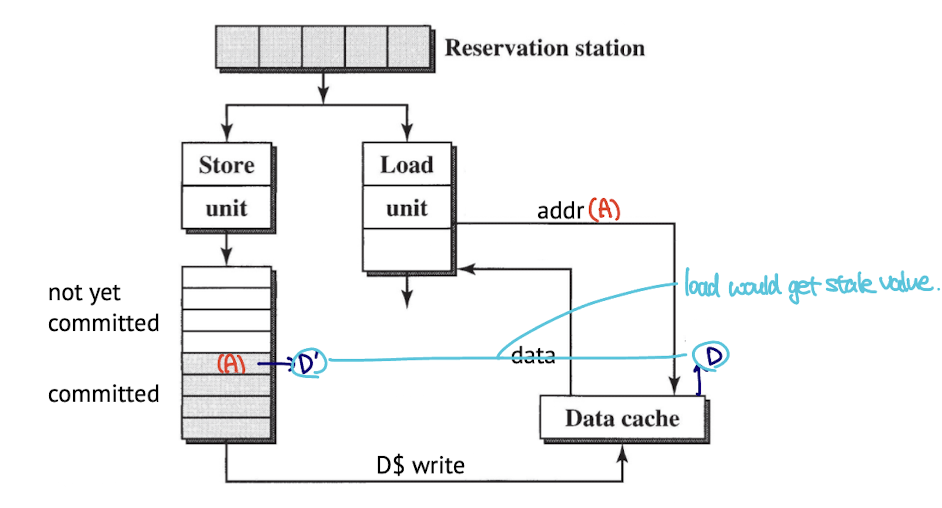 Reservation station
Store
unit
Load
unit
addr (A)
load would get stale value.
not yet
committed
(A)
D'
data
D
committed
Data cache
D$ write